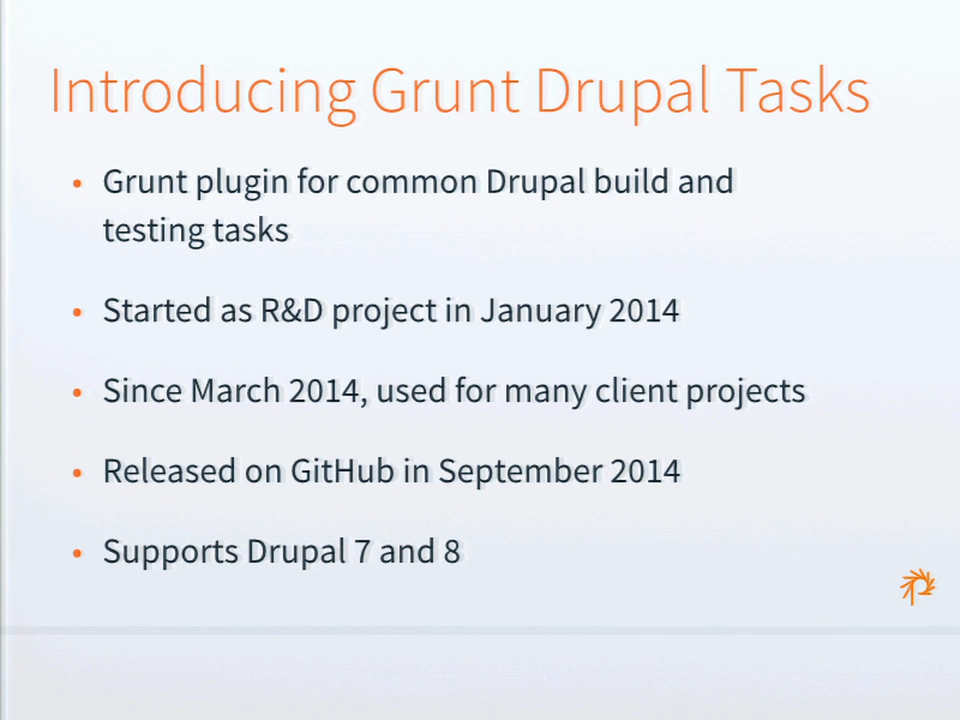 Introducing Grunt Drupal Tasks
• Grunt plugin for common Drupal build and
testing tasks
• Started as R&D project in January 2014
• Since March 2014, used for many client projects
• Released on GitHub in September 2014
• Supports Drupal 7 and 8